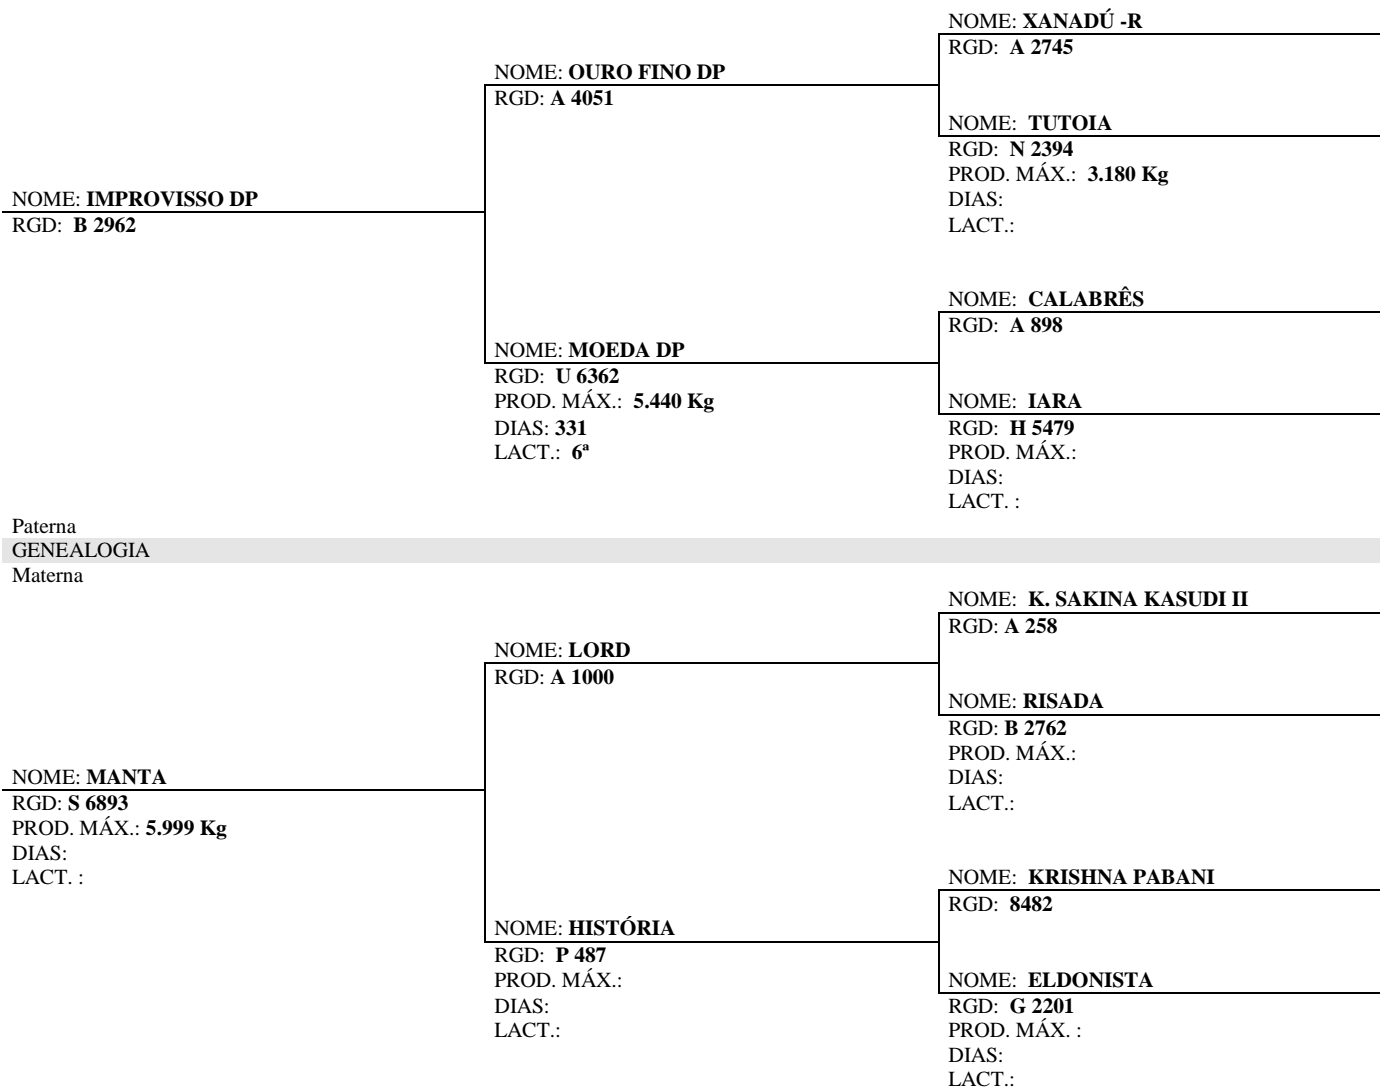 NOME: XANADÚ -R
RGD: A 2745
NOME: OURO FINO DP
RGD: A 4051
NOME: TUTOIA
RGD: N 2394
PROD. MÁX.: 3.180 Kg
DIAS:
LACT.:
NOME: IMPROVISSO DP
RGD: B 2962
NOME: CALABRÊS
RGD: A 898
NOME: MOEDA DP
RGD: U 6362
PROD. MÁX.: 5.440 Kg
DIAS: 331
LACT.: 6ª
NOME: IARA
RGD: H 5479
PROD. MÁX.:
DIAS:
LACT. :
Paterna
GENEALOGIA
Materna
NOME: K. SAKINA KASUDI II
RGD: A 258
NOME: LORD
RGD: A 1000
NOME: RISADA
RGD: B 2762
PROD. MÁX.:
DIAS:
LACT.:
NOME: MANTA
RGD: S 6893
PROD. MÁX.: 5.999 Kg
DIAS:
LACT. :
NOME: KRISHNA PABANI
RGD: 8482
NOME: HISTÓRIA
RGD: P 487
PROD. MÁX.:
DIAS:
LACT.:
NOME: ELDONISTA
RGD: G 2201
PROD. MÁX. :
DIAS:
LACT.: